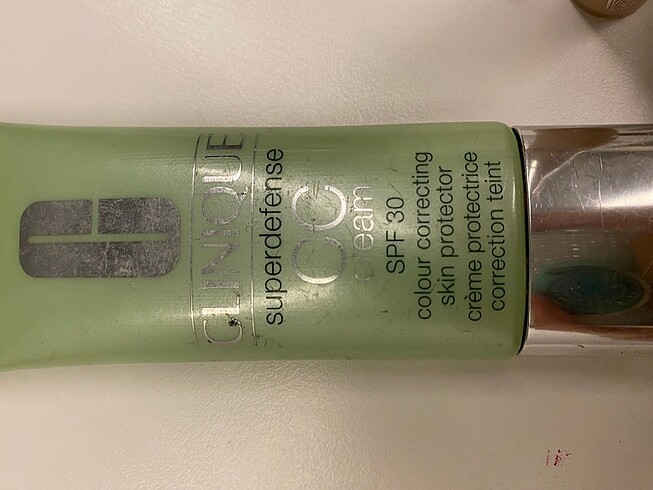 CLINIQUE
superdefense
CC
cream
SPF 30
colour correcting
skin protector
crème protectrice
correction teint